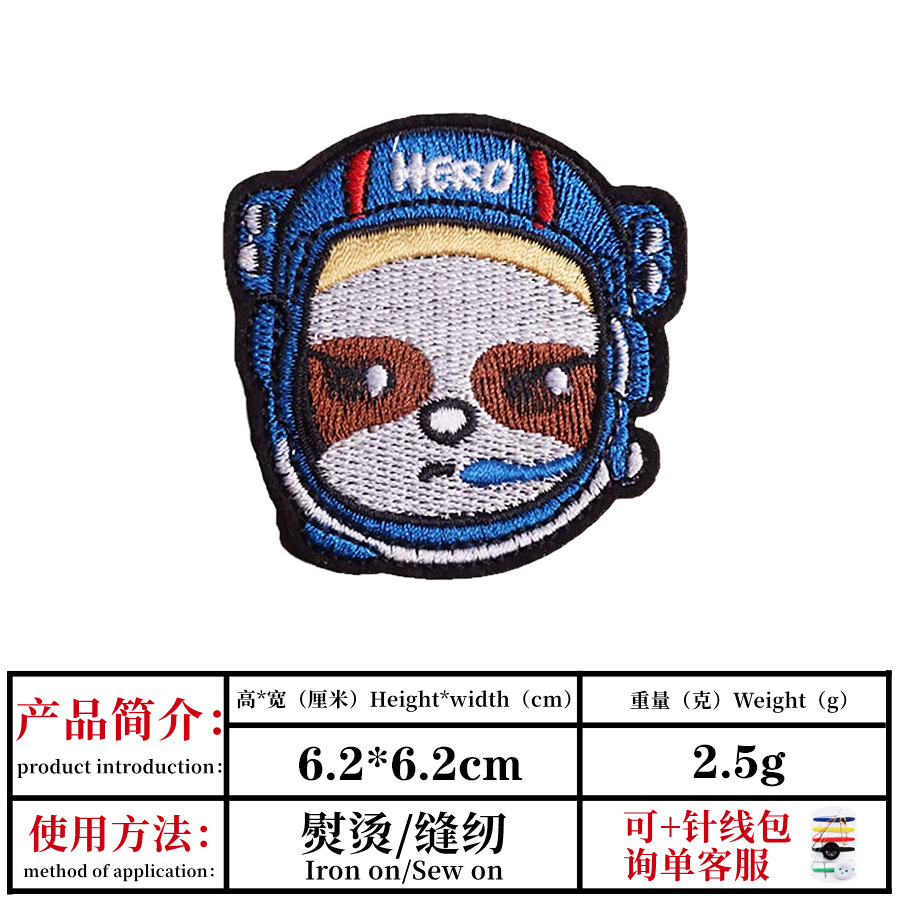 HERO
产品简介：
product introduction：
高*宽（厘米）Height*width（cm）
重量（克）Weight（g）
6.2*6.2cm
2.5g
使用方法：
method of application：
熨烫/缝纫
Iron on/Sew on
可+针线包
询单客服